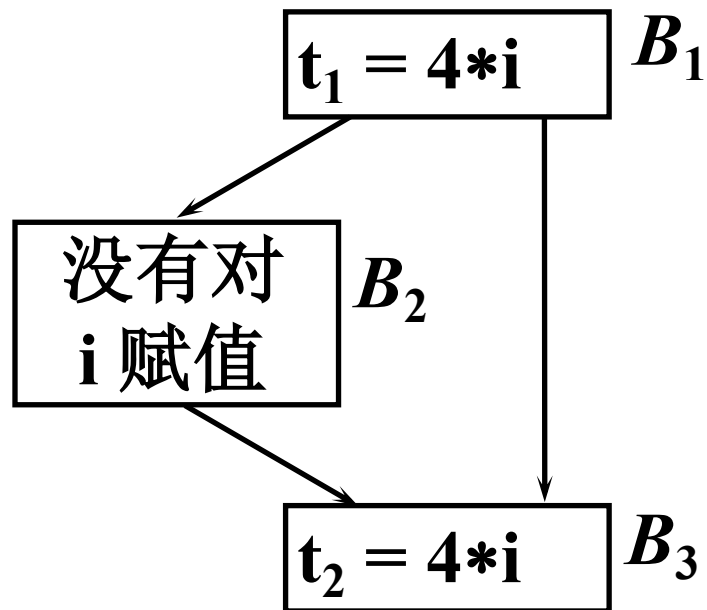 t₁ = 4*i
B₁
没有对
i 赋值
B₂
t₂ = 4*i
B₃